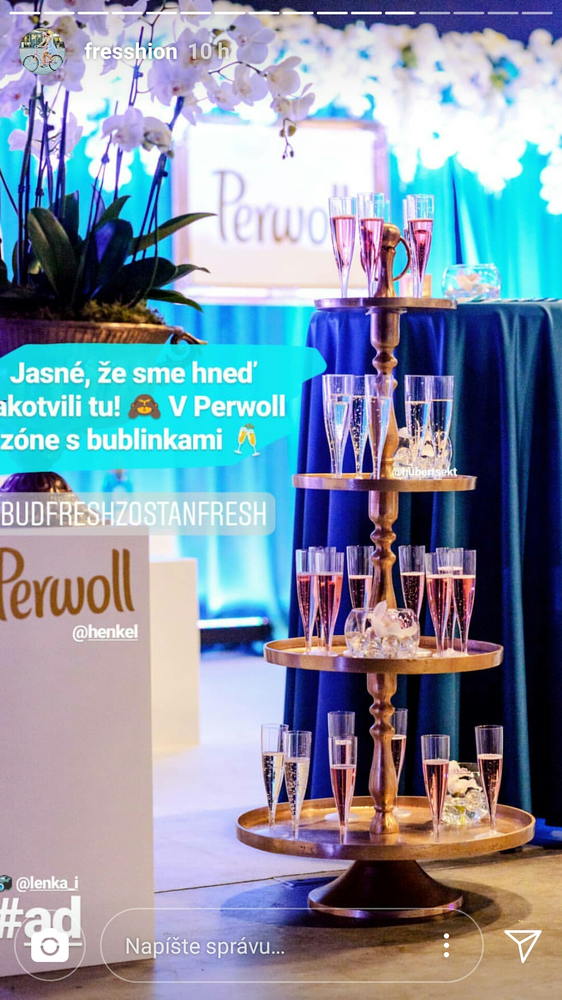 fresshion 10 h
Perwoll
Jasné, že sme hneď
akotvili tu! 🙈 V Perwoll
zóne s bublinkami 🥂
@hubertsekt
BUDFRESHZOSTANFRESH
Perwoll
@henkel
@lenka_i
#ad
Napíšte správu...